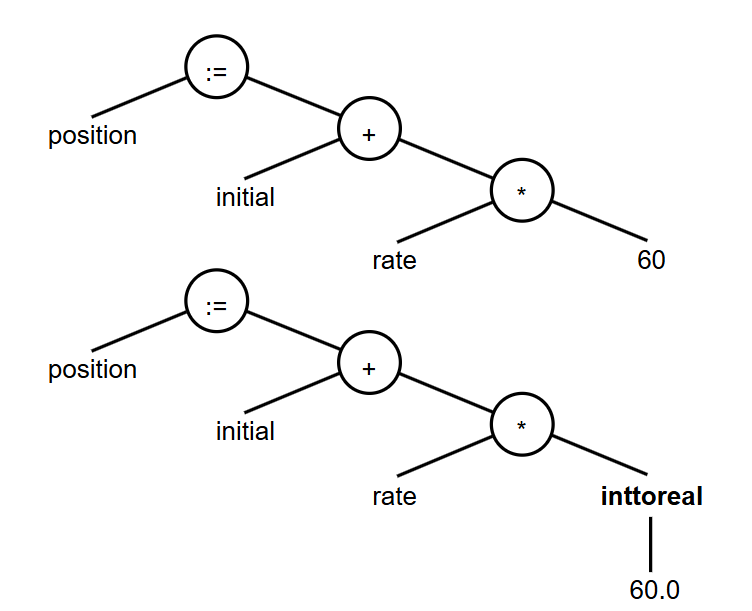 :=
position
+
initial
*
rate
60
:=
position
+
initial
*
rate
inttoreal
60.0